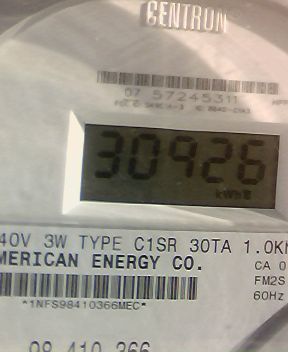 CENTRON
07 57245311
30926
kWh
40V 3W TYPE C1SR 30TA 1.0K
MERICAN ENERGY CO.
CA 0
FM2S
60Hz
*1NFS98410366MEC*
98 410 366